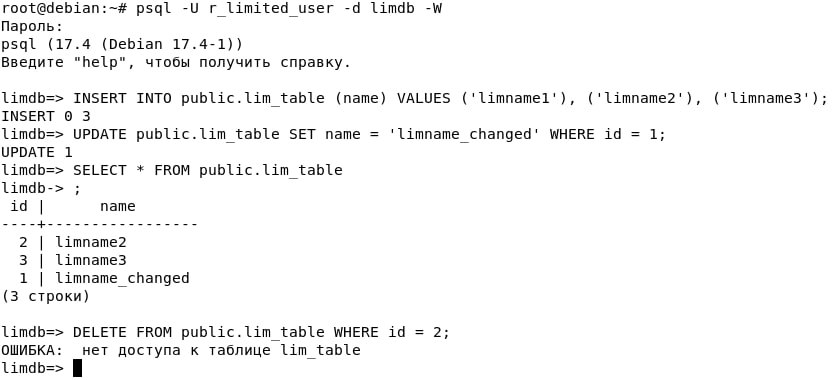 root@debian:~# psql -U r_limited_user -d limdb -W
Пароль:
psql (17.4 (Debian 17.4-1))
Введите "help", чтобы получить справку.
limdb=> INSERT INTO public.lim_table (name) VALUES ('limname1'), ('limname2'), ('limname3');
INSERT 0 3
limdb=> UPDATE public.lim_table SET name = 'limname_changed' WHERE id = 1;
UPDATE 1
limdb=> SELECT * FROM public.lim_table
limdb-> ;
 id |      name
----+-----------------
  2 | limname2
  3 | limname3
  1 | limname_changed
(3 строки)
limdb=> DELETE FROM public.lim_table WHERE id = 2;
ОШИБКА:  нет доступа к таблице lim_table
limdb=>